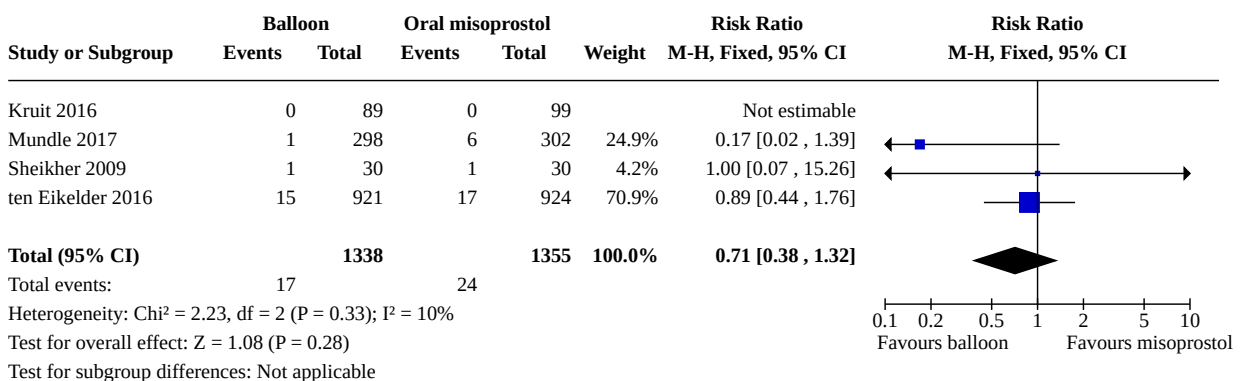 Balloon Oral misoprostol Risk Ratio Risk Ratio
Study or Subgroup Events Total Events Total Weight M-H, Fixed, 95% CI M-H, Fixed, 95% CI
Kruit 2016 0 89 0 99 Not estimable
Mundle 2017 1 298 6 302 24.9% 0.17 [0.02 , 1.39]
Sheikher 2009 1 30 1 30 4.2% 1.00 [0.07 , 15.26]
ten Eikelder 2016 15 921 17 924 70.9% 0.89 [0.44 , 1.76]
Total (95% CI) 1338 1355 100.0% 0.71 [0.38 , 1.32]
Total events: 17 24
Heterogeneity: Chi² = 2.23, df = 2 (P = 0.33); I² = 10%
Test for overall effect: Z = 1.08 (P = 0.28)
Test for subgroup differences: Not applicable
0.1 0.2 0.5 1 2 5 10
Favours balloon Favours misoprostol